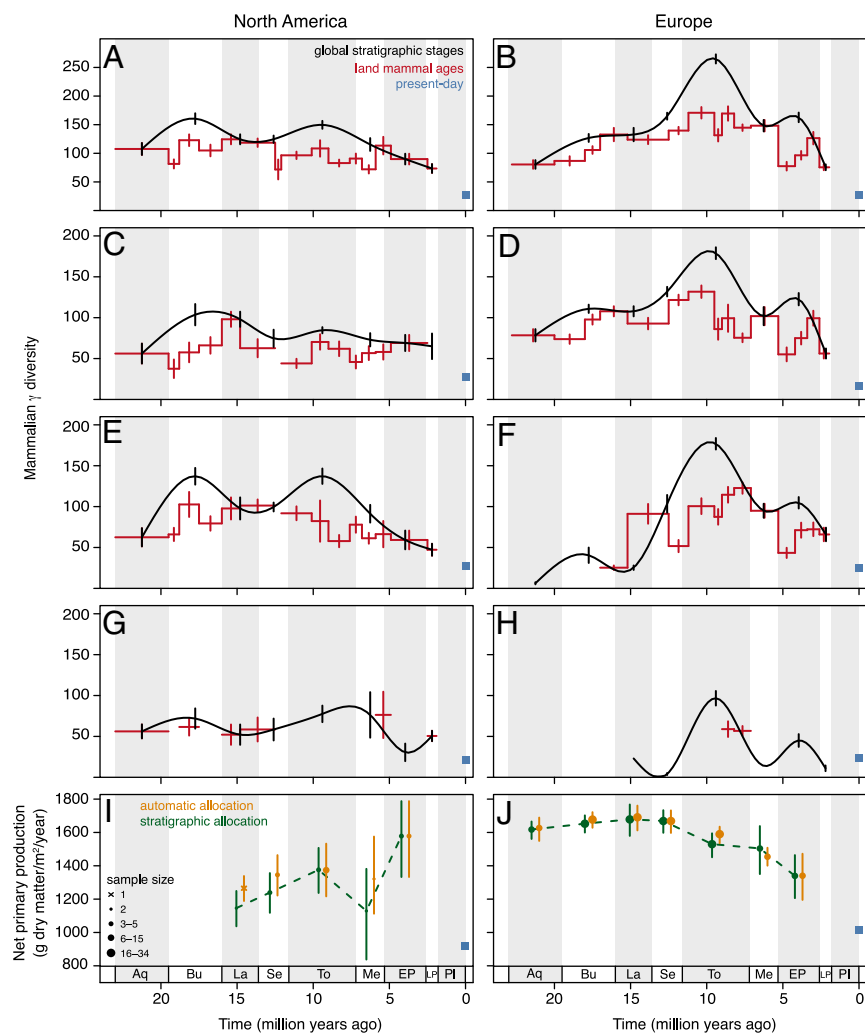 North America
Europe
A
global stratigraphic stages
land mammal ages
present-day
250
200
150
100
50
B
C
200
150
100
50
D
Mammalian γ diversity
E
200
150
100
50
F
G
200
150
100
50
H
I
automatic allocation
stratigraphic allocation
sample size
1
2
3–5
6–15
16–34
1800
1600
1400
1200
1000
800
J
Net primary production
(g dry matter/m²/year)
Aq Bu La Se To Me EP LP Pl
Aq Bu La Se To Me EP LP Pl
20 15 10 5 0
20 15 10 5 0
Time (million years ago)
Time (million years ago)